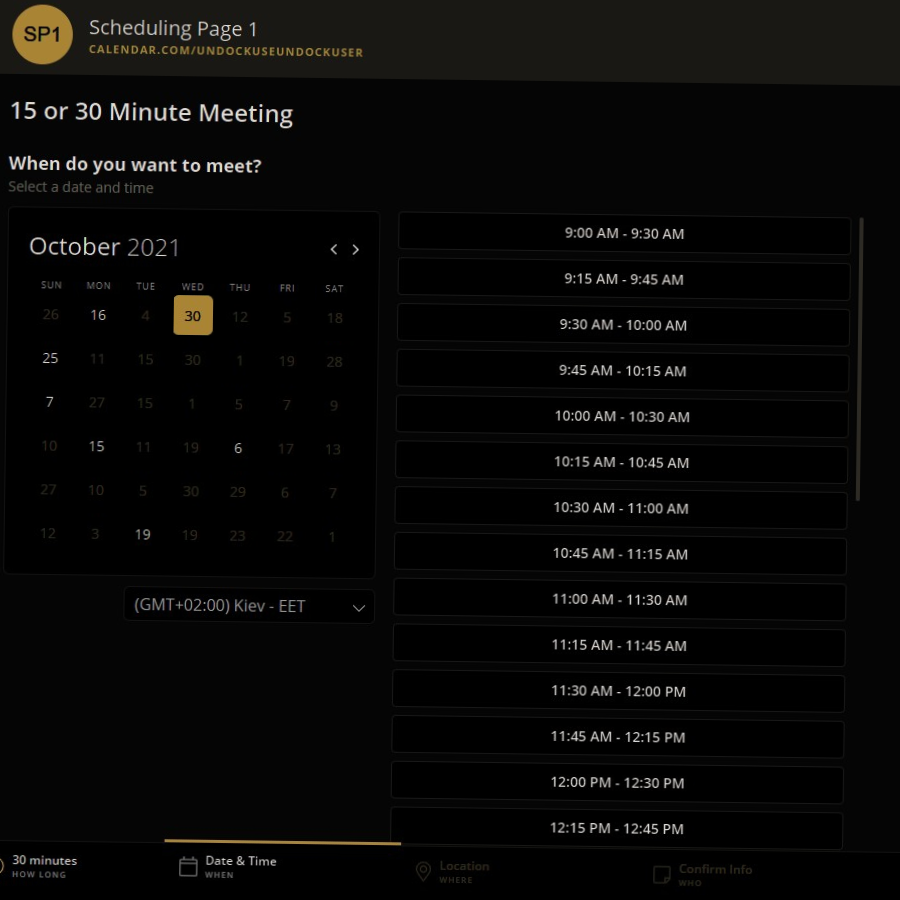 SP1
Scheduling Page 1
CALENDAR.COM/UNDOCKUSEUNDOCKUSER
15 or 30 Minute Meeting
When do you want to meet?
Select a date and time
October 2021
SUN MON TUE WED THU FRI SAT
26 16 4 30 12 5 18
25 11 15 30 1 19 28
7 27 15 1 5 7 9
10 15 11 19 6 17 13
27 10 5 30 29 6 7
12 3 19 19 23 22 1
(GMT+02:00) Kiev - EET
9:00 AM - 9:30 AM
9:15 AM - 9:45 AM
9:30 AM - 10:00 AM
9:45 AM - 10:15 AM
10:00 AM - 10:30 AM
10:15 AM - 10:45 AM
10:30 AM - 11:00 AM
10:45 AM - 11:15 AM
11:00 AM - 11:30 AM
11:15 AM - 11:45 AM
11:30 AM - 12:00 PM
11:45 AM - 12:15 PM
12:00 PM - 12:30 PM
12:15 PM - 12:45 PM
30 minutes
HOW LONG
Date & Time
WHEN
Location
WHERE
Confirm Info
WHO